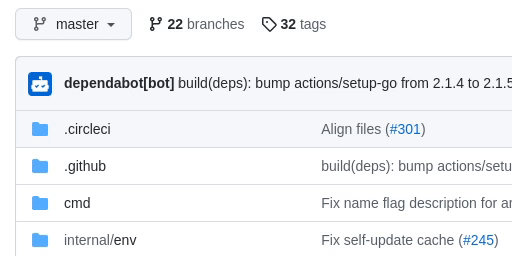 master 22 branches 32 tags
dependabot[bot] build(deps): bump actions/setup-go from 2.1.4 to 2.1.5
.circleci Align files (#301)
.github build(deps): bump actions/setu
cmd Fix name flag description for
internal/env Fix self-update cache (#245)